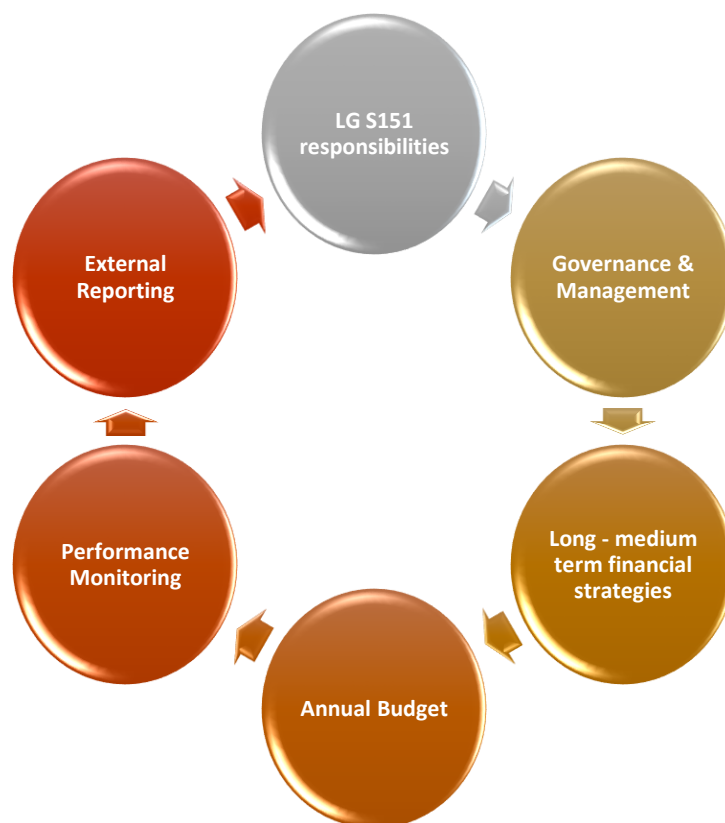 LG S151
responsibilities
Governance &
Management
Long - medium
term financial
strategies
Annual Budget
Performance
Monitoring
External
Reporting